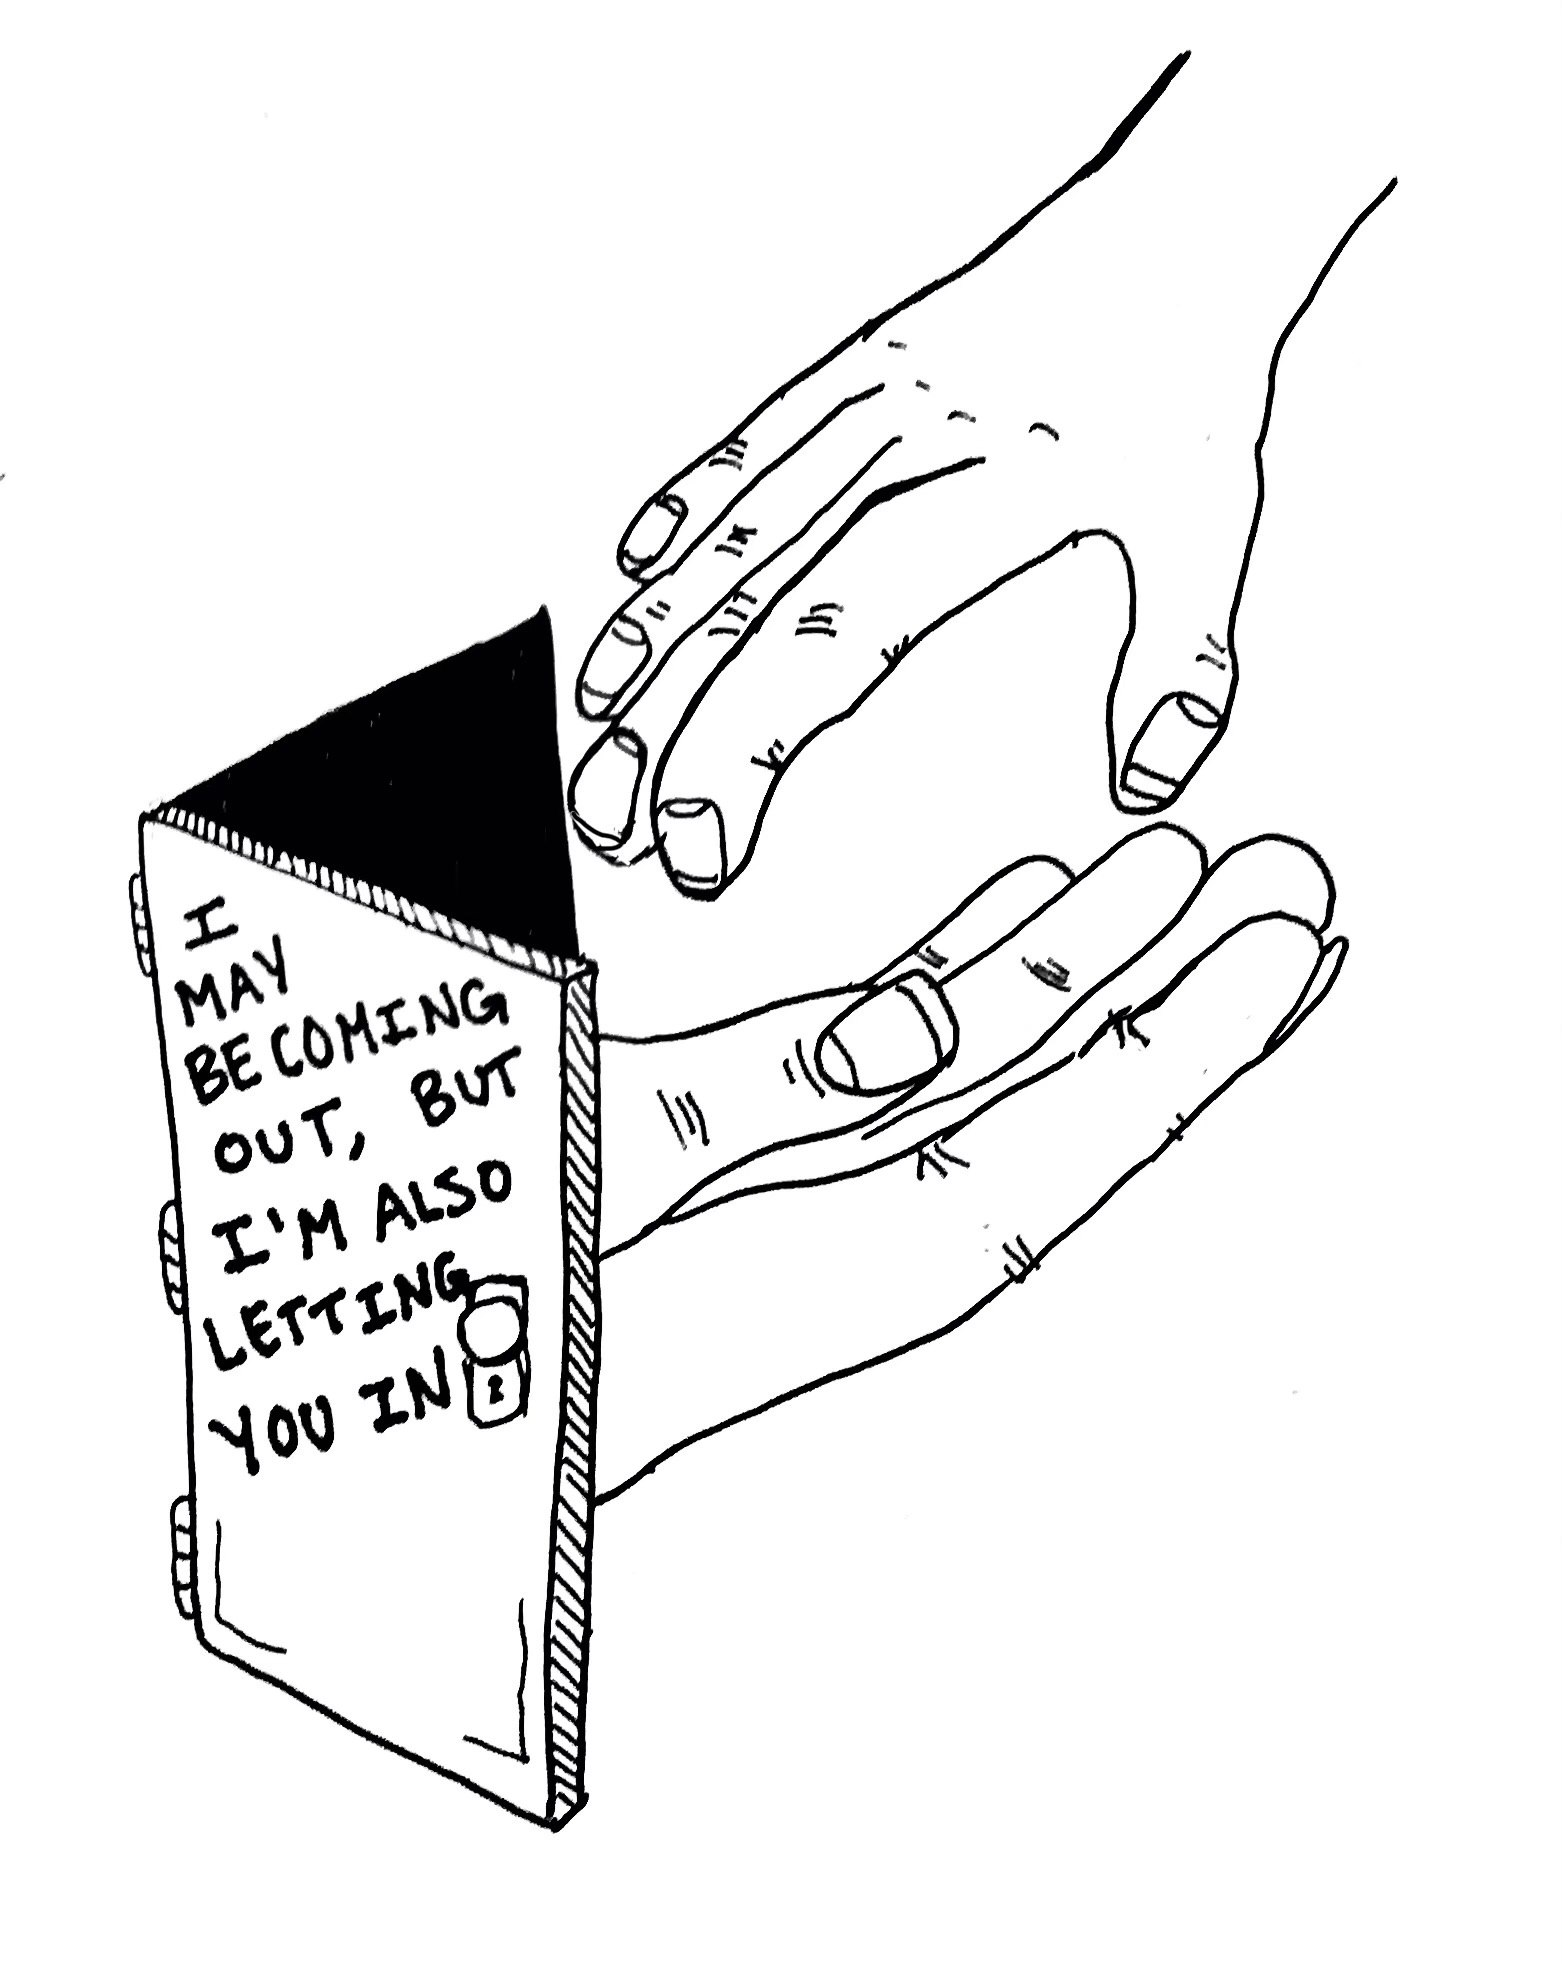 I
MAY
BECOMING
OUT, BUT
I'M ALSO
LETTING
YOU IN